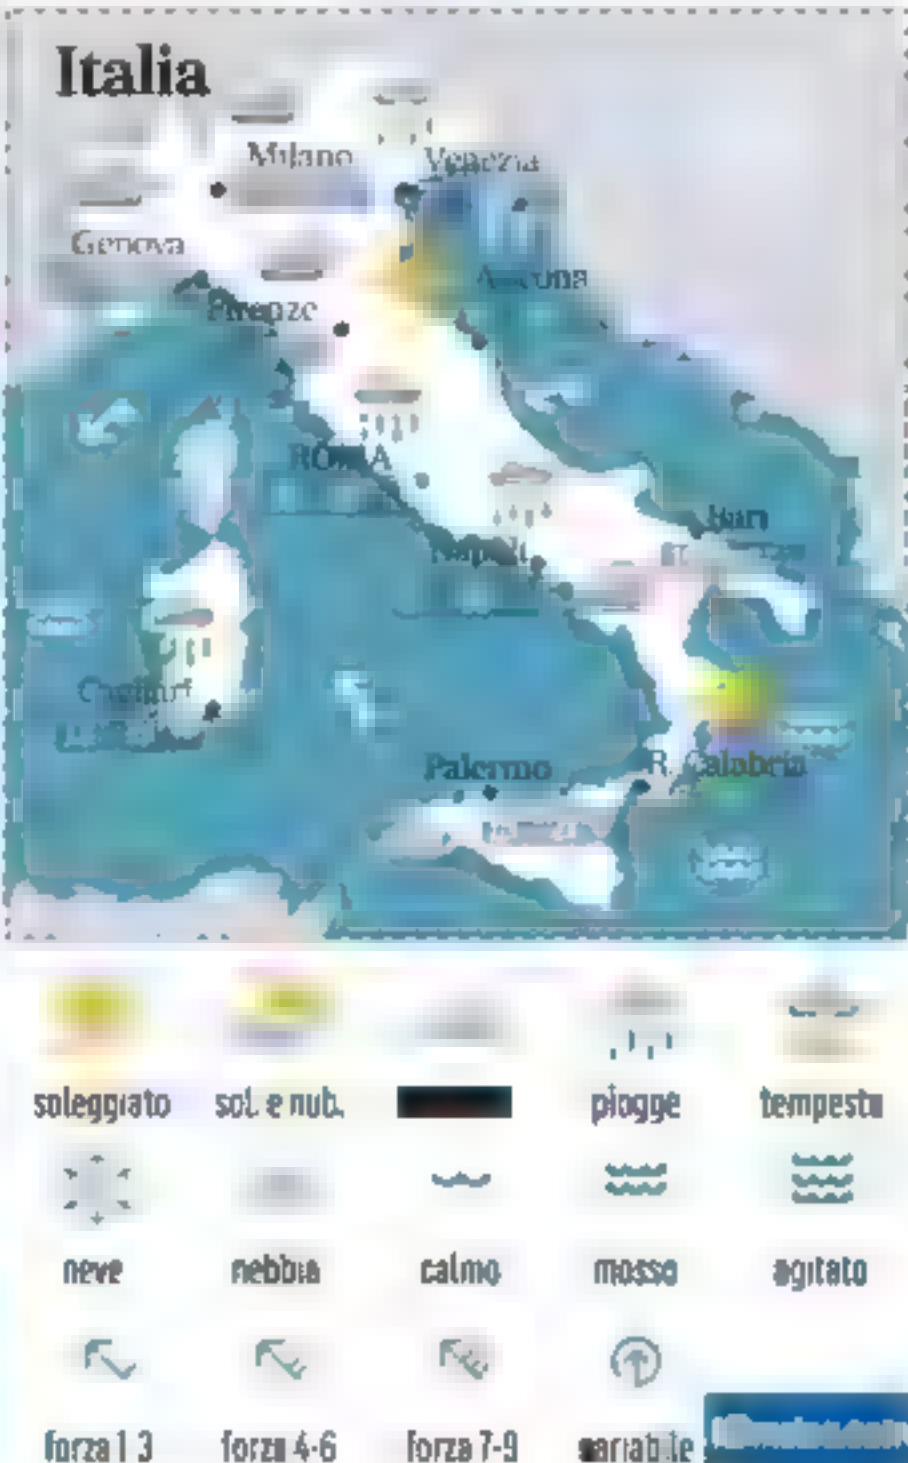 Italia
Milano
Venezia
Genova
Ancona
Firenze
ROMA
Bari
Napoli
Cagliari
Palermo
R. Calabria
soleggiato sol. e nub. piogge tempesta
neve nebbia calmo mosso agitato
forza 1 3 forza 4-6 forza 7-9 variabile